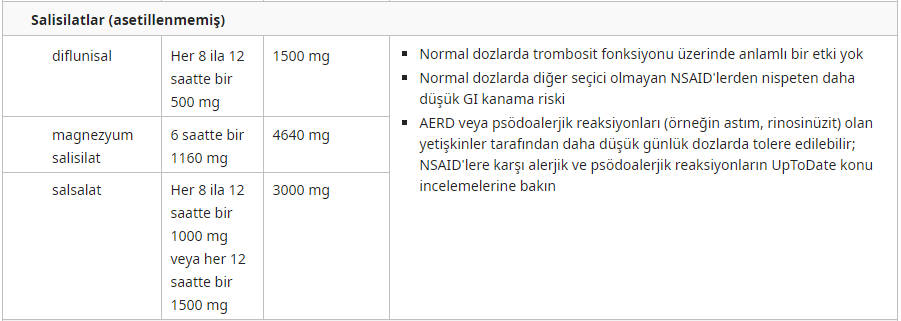 Salisilatlar (asetillenmemiş)
diflunisal
Her 8 ila 12
saatte bir
500 mg
1500 mg
▪ Normal dozlarda trombosit fonksiyonu üzerinde anlamlı bir etki yok
▪ Normal dozlarda diğer seçici olmayan NSAID'lerden nispeten daha
düşük GI kanama riski
▪ AERD veya psödoalerjik reaksiyonları (örneğin astım, rinosinüzit) olan
yetişkinler tarafından daha düşük günlük dozlarda tolere edilebilir;
NSAID'lere karşı alerjik ve psödoalerjik reaksiyonların UpToDate konu
incelemelerine bakın
magnezyum
salisilat
6 saatte bir
1160 mg
4640 mg
salsalat
Her 8 ila 12
saatte bir
1000 mg
veya her 12
saatte bir
1500 mg
3000 mg